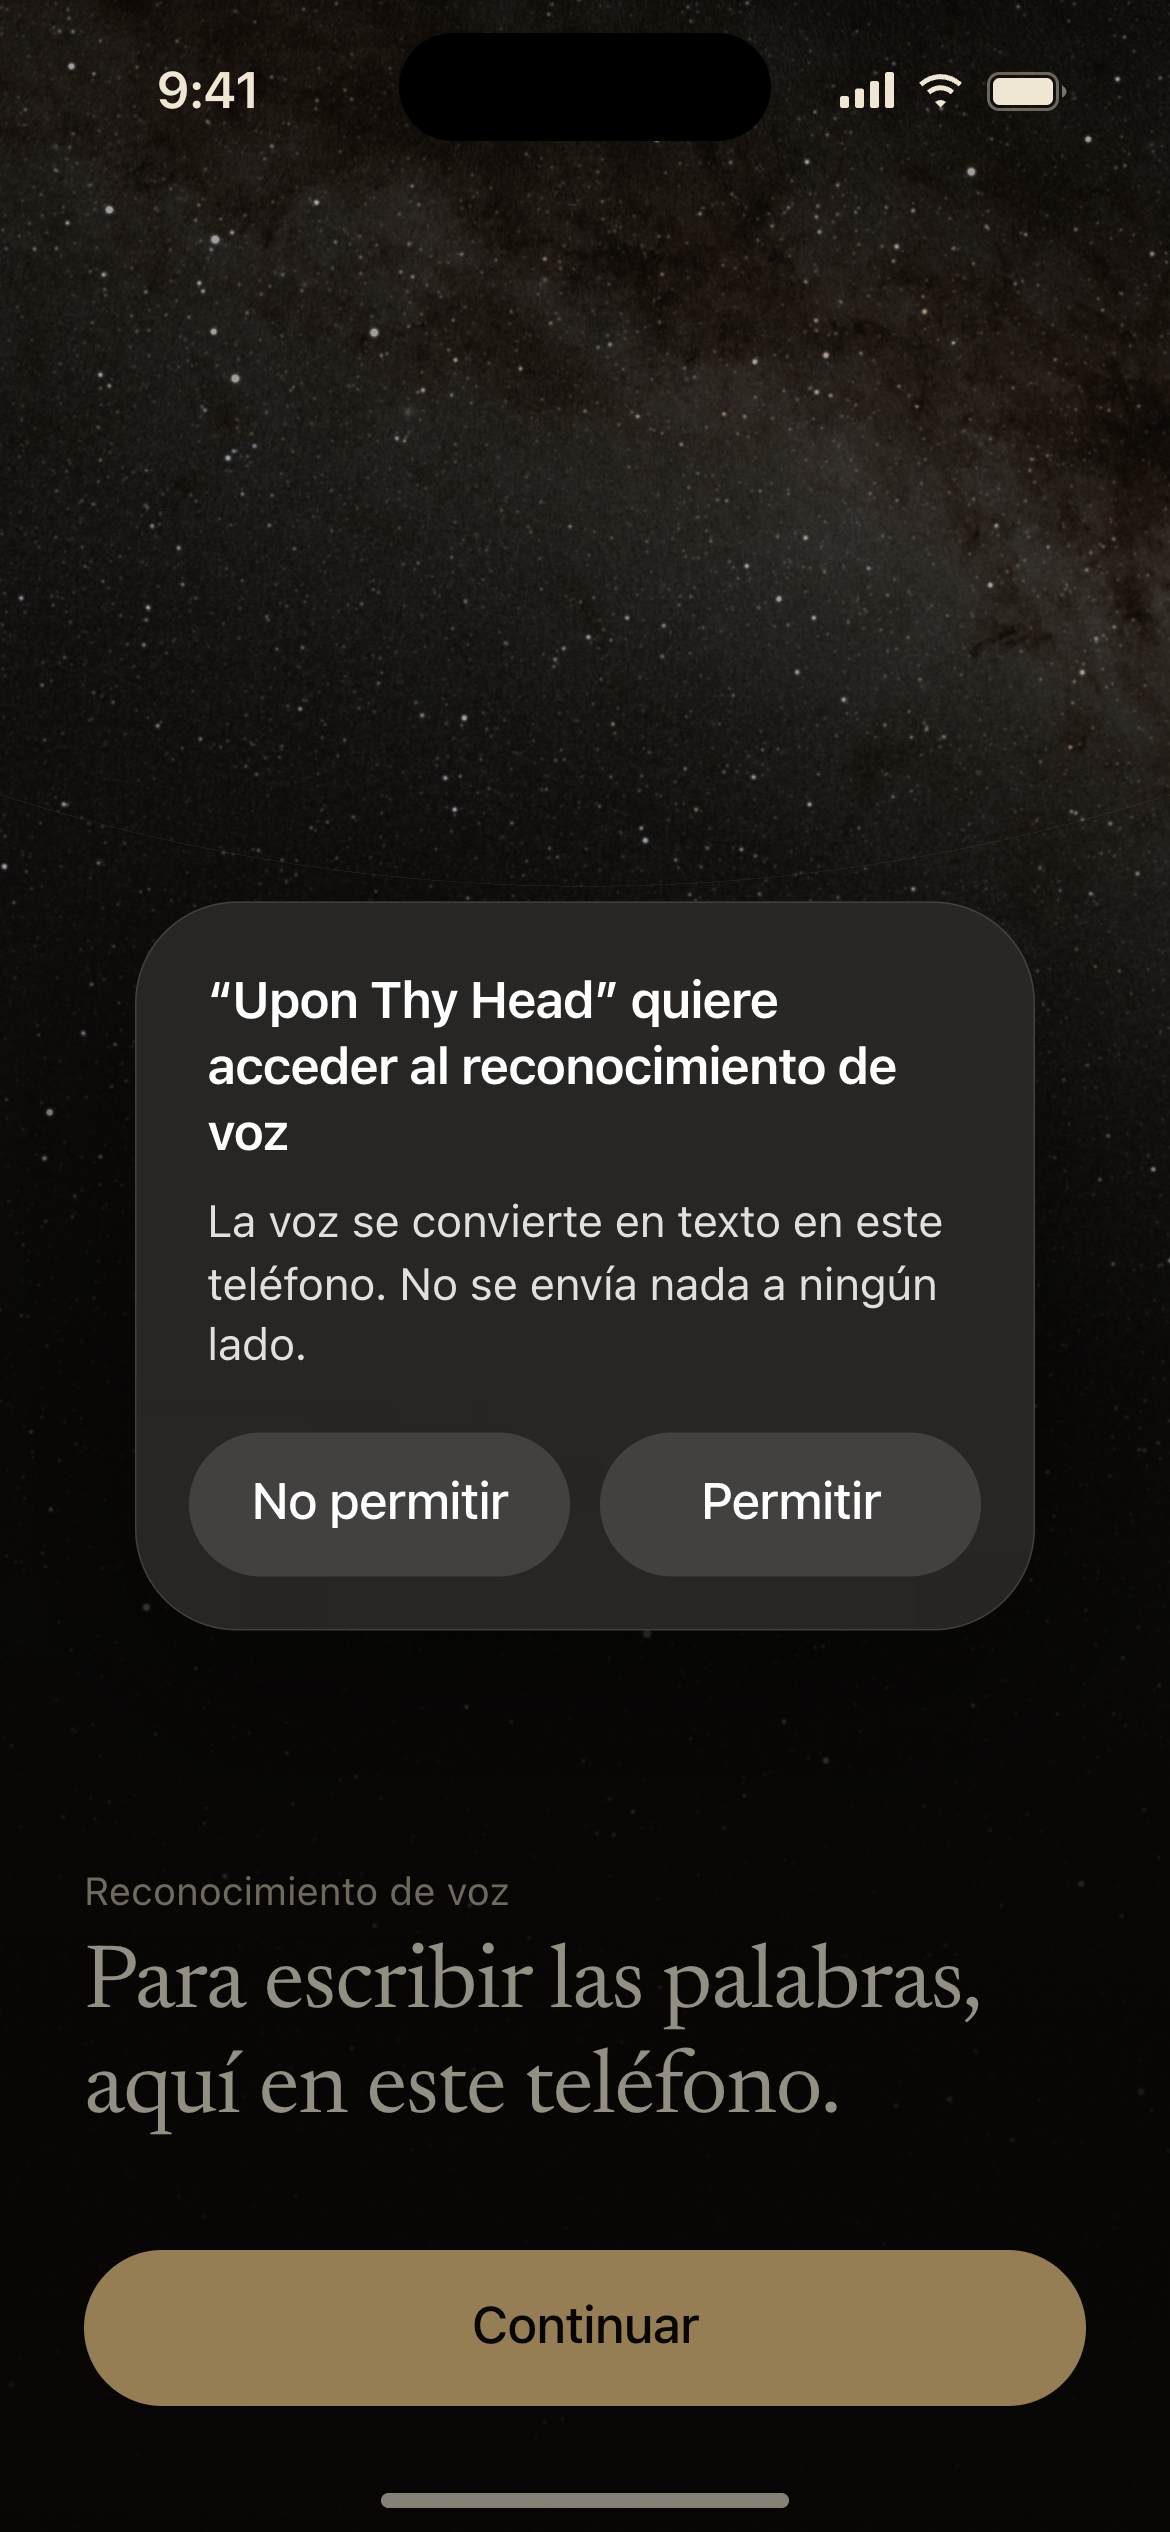 9:41
“Upon Thy Head” quiere
acceder al reconocimiento de
voz
La voz se convierte en texto en este
teléfono. No se envía nada a ningún
lado.
No permitir
Permitir
Reconocimiento de voz
Para escribir las palabras,
aquí en este teléfono.
Continuar